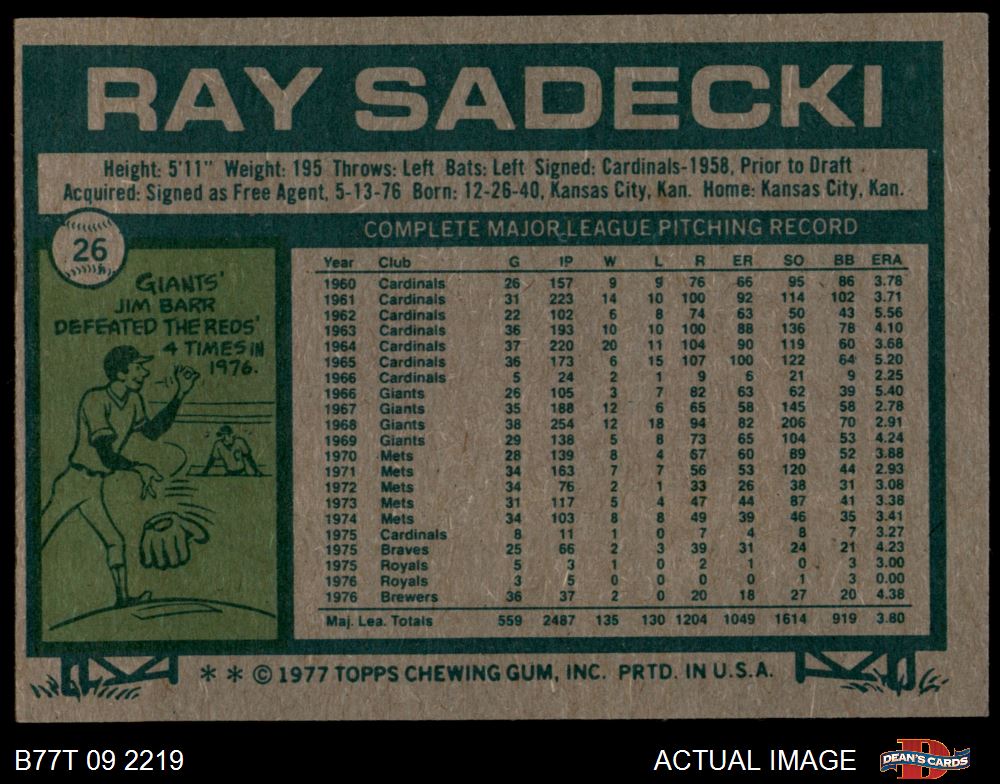 RAY SADECKI
Height: 5'11" Weight: 195 Throws: Left Bats: Left Signed: Cardinals-1958, Prior to Draft
Acquired: Signed as Free Agent, 5-13-76 Born: 12-26-40, Kansas City, Kan. Home: Kansas City, Kan.
26
GIANTS'
JIM BARR
DEFEATED THE REDS'
4 TIMES IN
1976.
COMPLETE MAJOR LEAGUE PITCHING RECORD
Year Club G IP W L R ER SO BB ERA
1960 Cardinals 26 157 9 9 76 66 95 86 3.78
1961 Cardinals 31 223 14 10 100 92 114 102 3.71
1962 Cardinals 22 102 6 8 74 63 50 43 5.56
1963 Cardinals 36 193 10 10 100 88 136 78 4.10
1964 Cardinals 37 220 20 11 104 90 119 60 3.68
1965 Cardinals 36 173 6 15 107 100 122 64 5.20
1966 Cardinals 5 24 2 1 9 6 21 9 2.25
1966 Giants 26 105 3 7 82 63 62 39 5.40
1967 Giants 35 188 12 6 65 58 145 58 2.78
1968 Giants 38 254 12 18 94 82 206 70 2.91
1969 Giants 29 138 5 8 73 65 104 53 4.24
1970 Mets 28 139 8 4 67 60 89 52 3.88
1971 Mets 34 163 7 7 56 53 120 44 2.93
1972 Mets 34 76 2 1 33 26 38 31 3.08
1973 Mets 31 117 5 4 47 44 87 41 3.38
1974 Mets 34 103 8 8 49 39 46 35 3.41
1975 Cardinals 8 11 1 0 7 4 8 7 3.27
1975 Braves 25 66 2 3 39 31 24 21 4.23
1975 Royals 5 3 1 0 2 1 0 3 3.00
1976 Royals 3 5 0 0 0 0 1 3 0.00
1976 Brewers 36 37 2 0 20 18 27 20 4.38
Maj. Lea. Totals 559 2487 135 130 1204 1049 1614 919 3.80
* * © 1977 TOPPS CHEWING GUM, INC. PRTD. IN U.S.A.
B77T 09 2219
ACTUAL IMAGE
D
DEAN'S CARDS